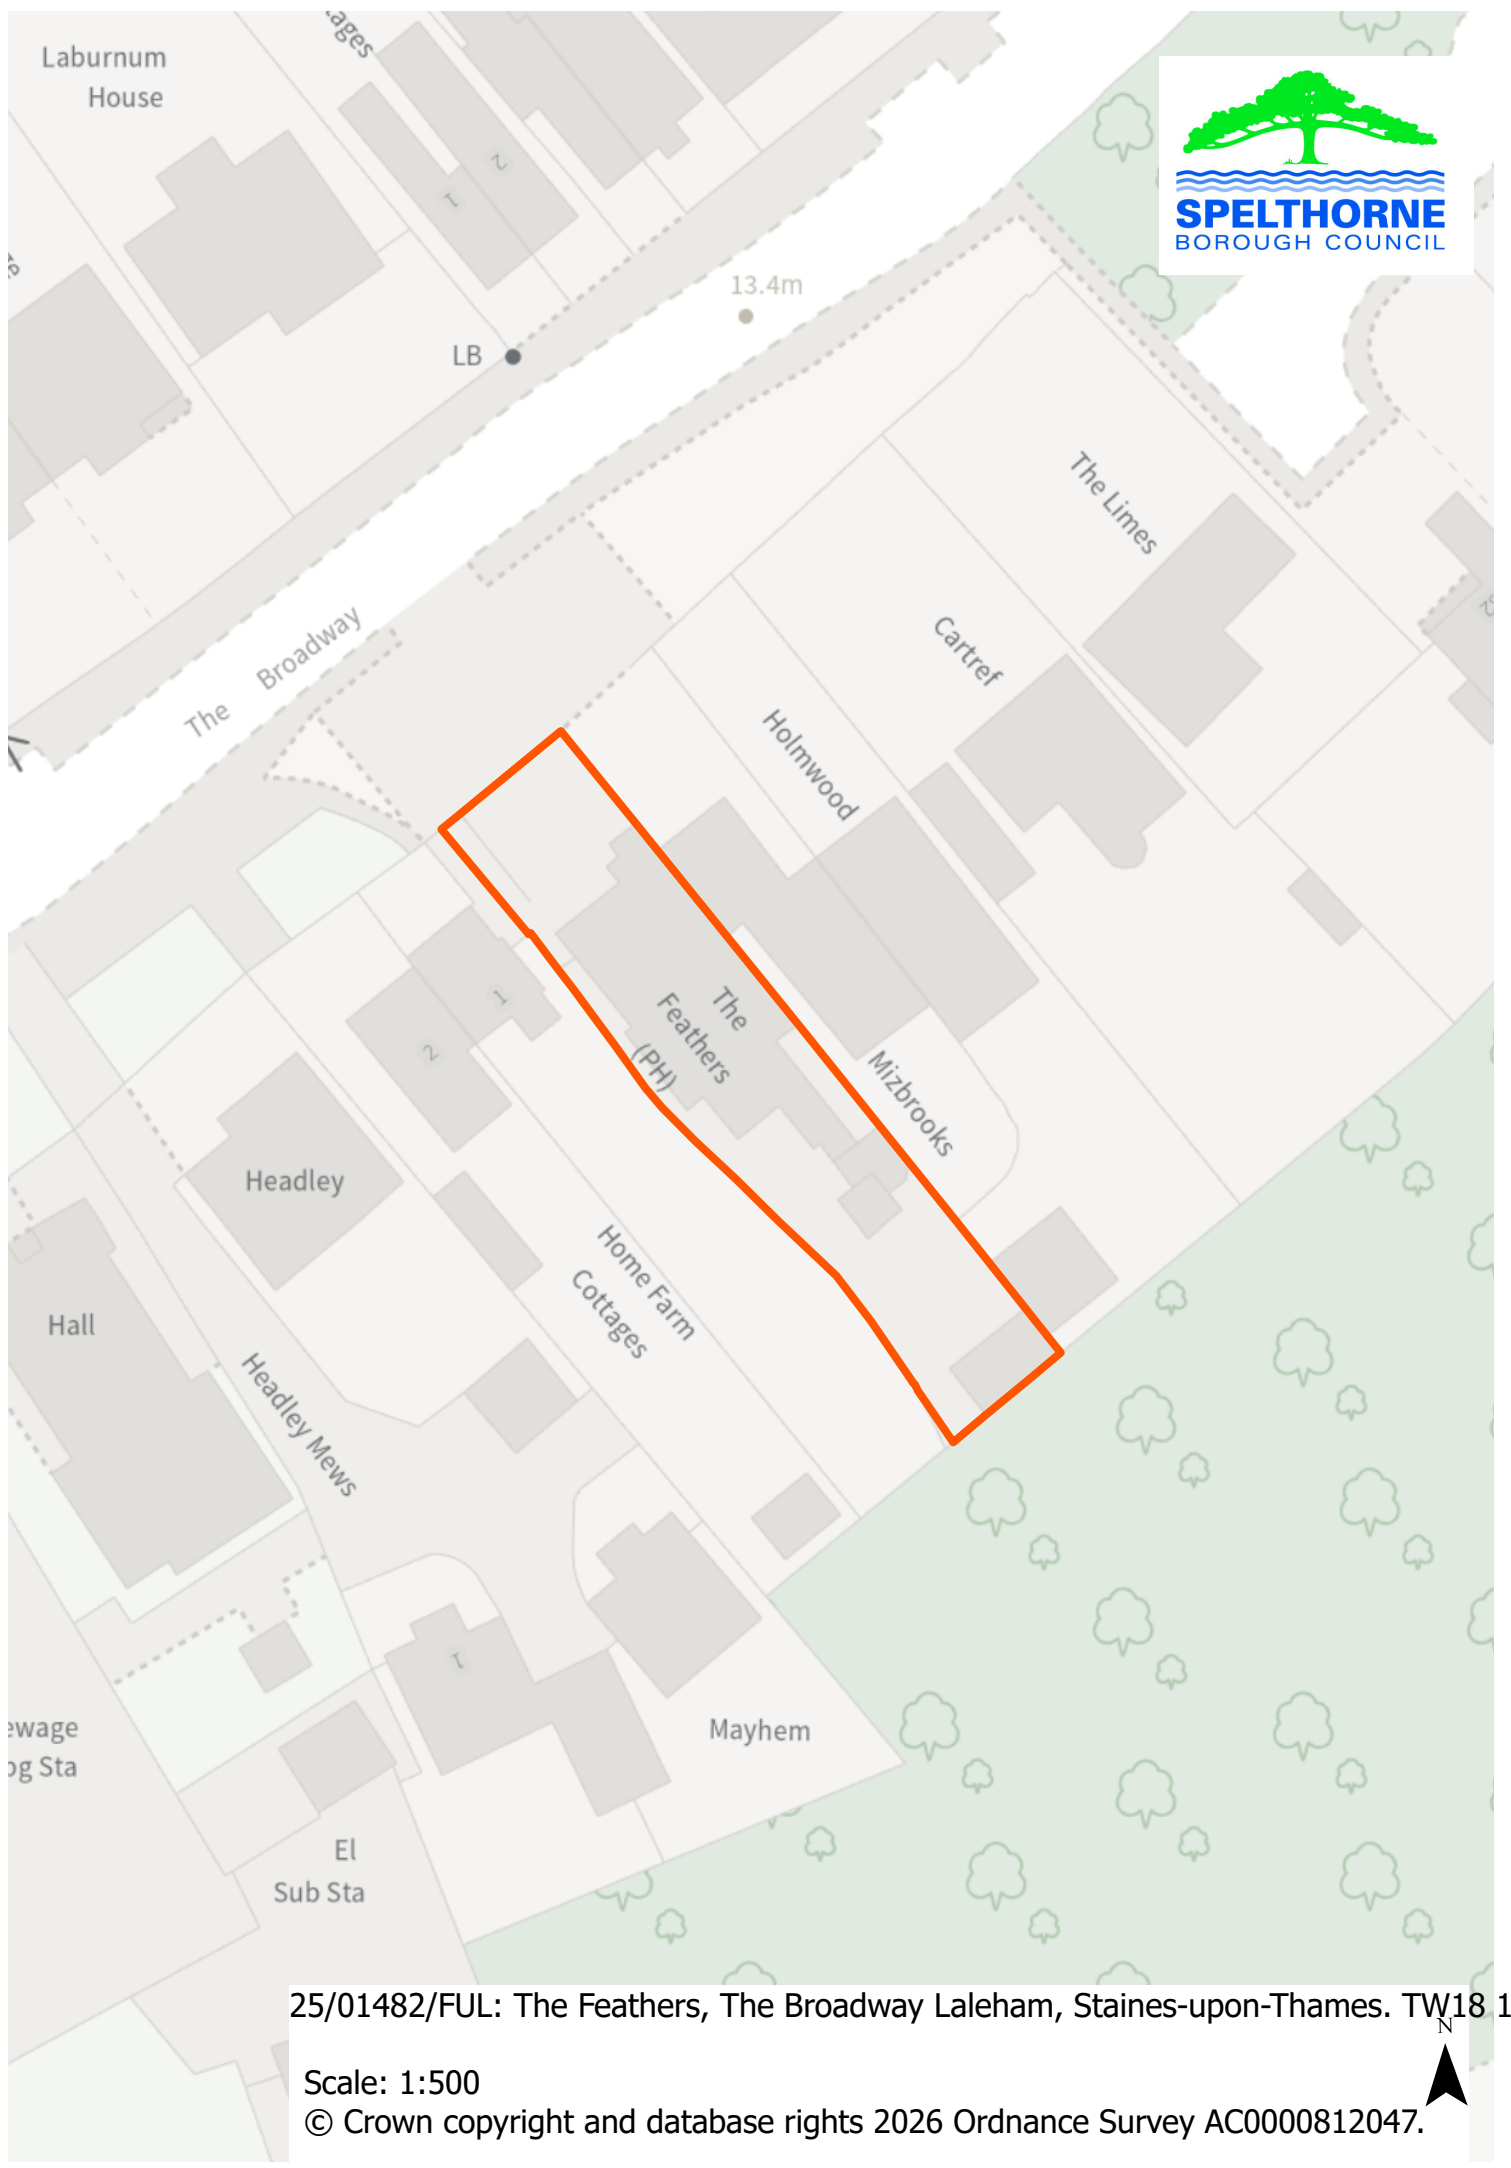 ages
Laburnum
House
2
1
SPELTHORNE
BOROUGH COUNCIL
13.4m
LB
The Limes
2
The Broadway
Cartref
Holmwood
The
Feathers
(PH)
1
2
Mizbrooks
Headley
Home Farm
Cottages
Hall
Headley Mews
1
Mayhem
ewage
pg Sta
El
Sub Sta
25/01482/FUL: The Feathers, The Broadway Laleham, Staines-upon-Thames. TW18 1
N
Scale: 1:500
© Crown copyright and database rights 2026 Ordnance Survey AC0000812047.